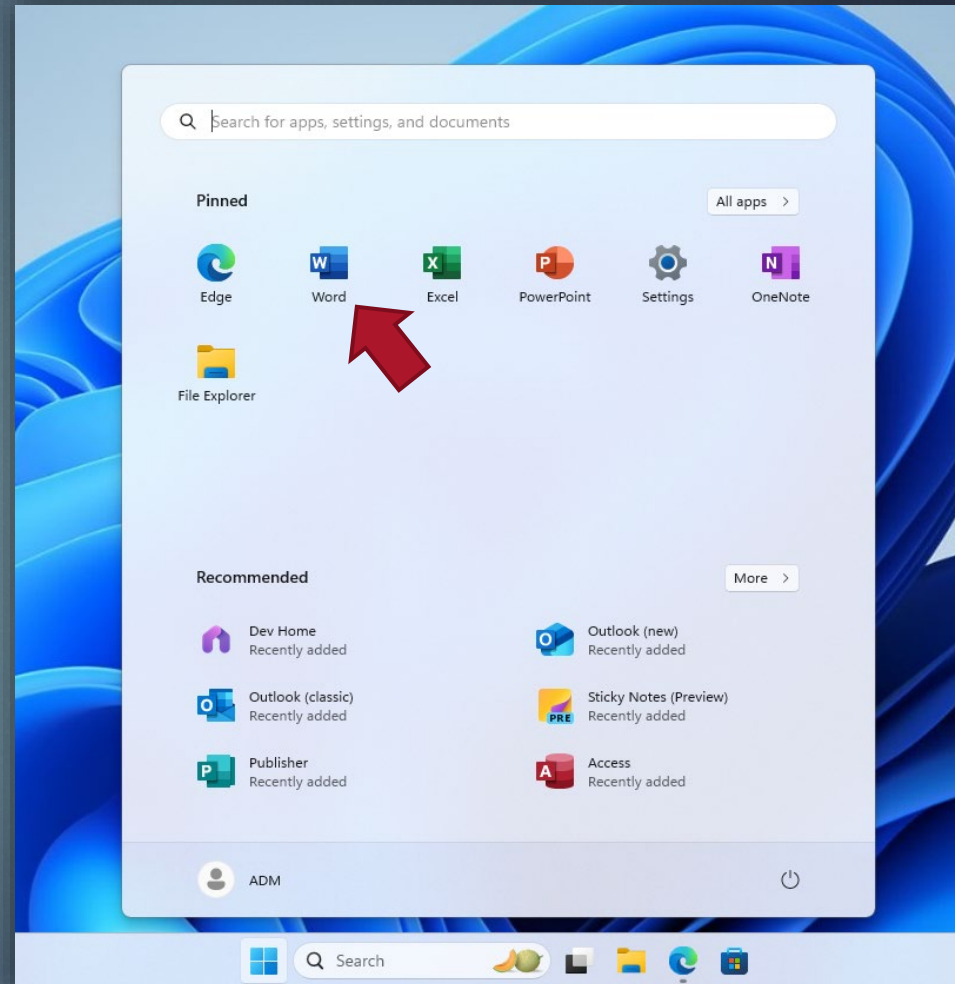 Search for apps, settings, and documents
Pinned
All apps >
Edge
Word
Excel
PowerPoint
Settings
OneNote
File Explorer
Recommended
More >
Dev Home
Recently added
Outlook (new)
Recently added
Outlook (classic)
Recently added
Sticky Notes (Preview)
Recently added
PRE
Publisher
Recently added
Access
Recently added
ADM
Search